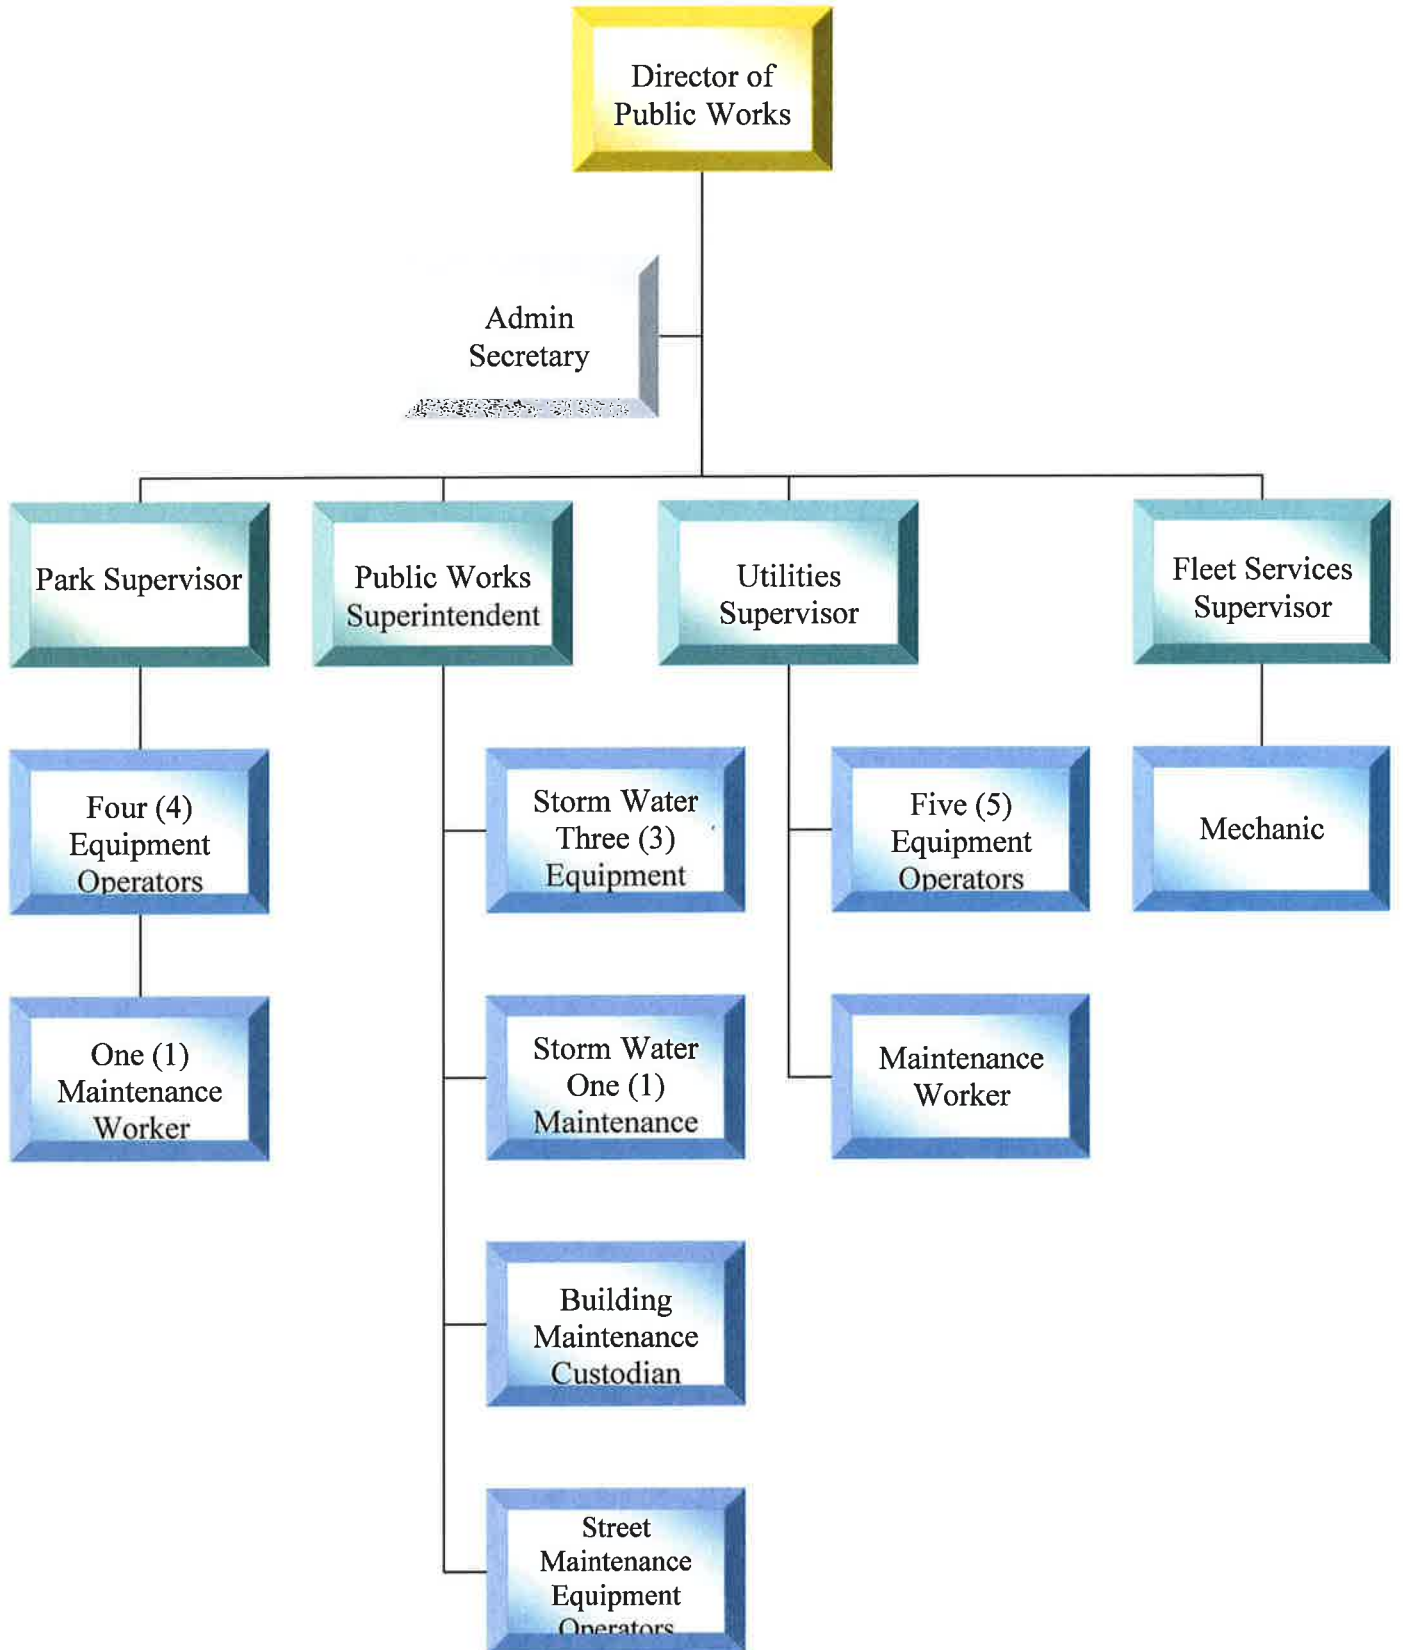 Director of
Public Works
Admin
Secretary
Park Supervisor
Public Works
Superintendent
Utilities
Supervisor
Fleet Services
Supervisor
Four (4)
Equipment
Operators
Storm Water
Three (3)
Equipment
Five (5)
Equipment
Operators
Mechanic
One (1)
Maintenance
Worker
Storm Water
One (1)
Maintenance
Maintenance
Worker
Building
Maintenance
Custodian
Street
Maintenance
Equipment
Operators